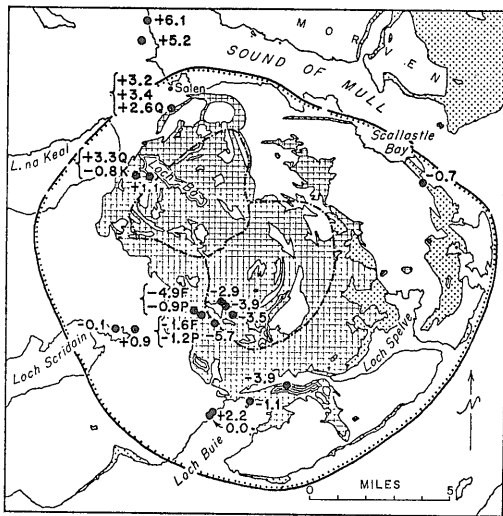 +6.1
+5.2
M O R V E N
SOUND OF MULL
+3.2
+3.4
+2.6Q
Salen
Scallastle
Bay
L. na Keal
+3.3Q
-0.8K
+1.1
Loch Bà
-0.7
-4.9F
-0.9P
-2.9
-3.9
-3.5
-1.6F
-1.2P
-5.7
-0.1
+0.9
Loch Scridain
Loch Spelve
-3.9
-1.1
+2.2
0.0
Loch Buie
N
MILES
0 5